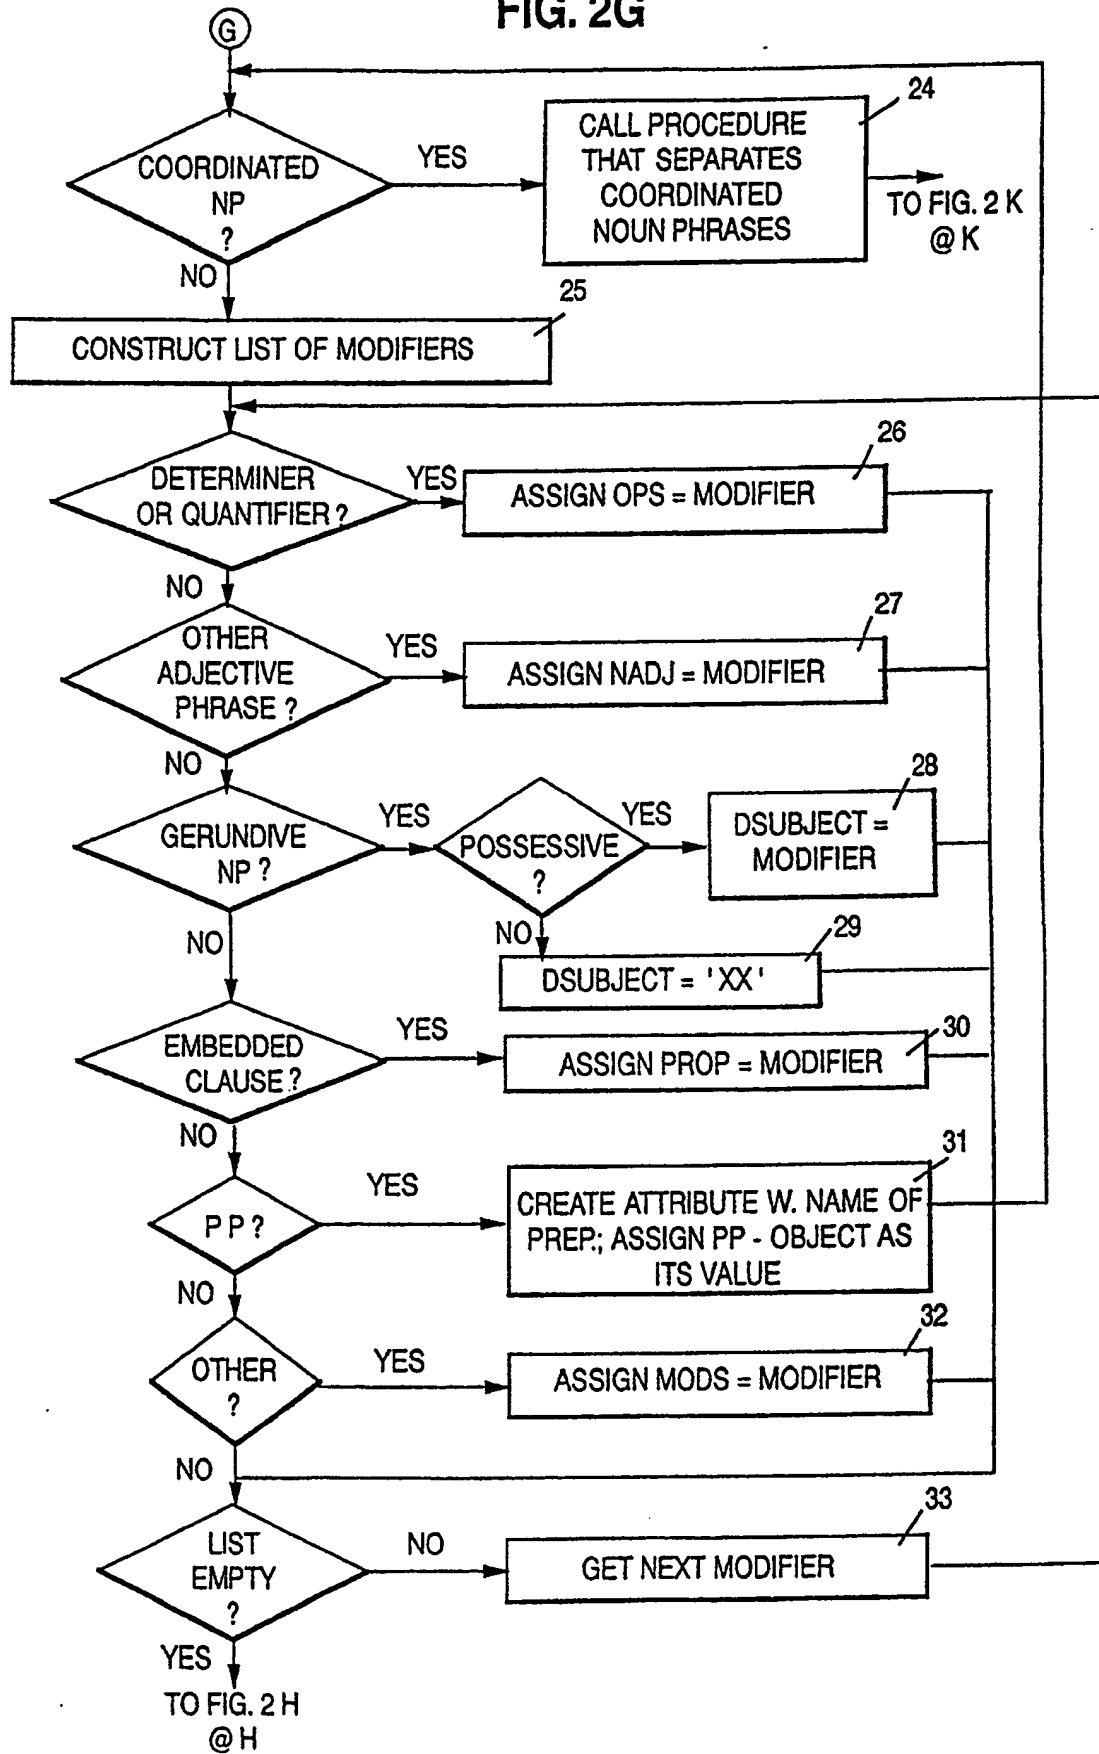 FIG. 2G
G
COORDINATED
NP
?
YES
24
CALL PROCEDURE
THAT SEPARATES
COORDINATED
NOUN PHRASES
TO FIG. 2 K
@ K
NO
25
CONSTRUCT LIST OF MODIFIERS
DETERMINER
OR QUANTIFIER ?
YES
26
ASSIGN OPS = MODIFIER
NO
OTHER
ADJECTIVE
PHRASE ?
YES
27
ASSIGN NADJ = MODIFIER
NO
GERUNDIVE
NP ?
YES
POSSESSIVE
?
YES
28
DSUBJECT =
MODIFIER
NO
29
DSUBJECT = 'XX'
NO
EMBEDDED
CLAUSE ?
YES
30
ASSIGN PROP = MODIFIER
NO
P P ?
YES
31
CREATE ATTRIBUTE W. NAME OF
PREP.; ASSIGN PP - OBJECT AS
ITS VALUE
NO
OTHER
?
YES
32
ASSIGN MODS = MODIFIER
NO
LIST
EMPTY
?
NO
33
GET NEXT MODIFIER
YES
TO FIG. 2 H
@ H